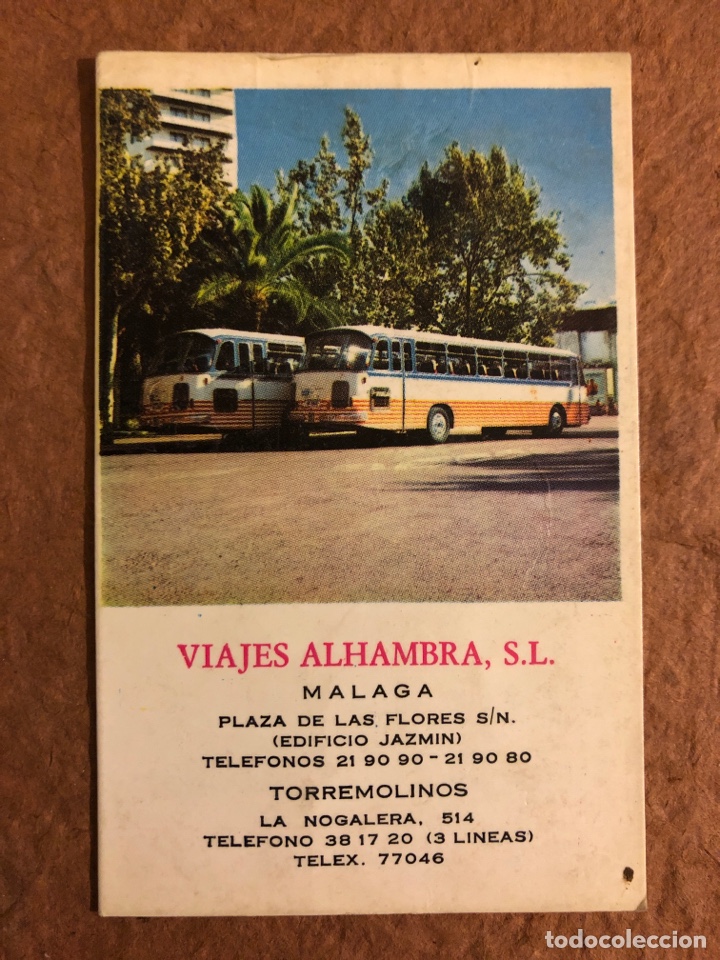 VIAJES ALHAMBRA, S.L.
MALAGA
PLAZA DE LAS FLORES S/N.
(EDIFICIO JAZMIN)
TELEFONOS 21 90 90 - 21 90 80
TORREMOLINOS
LA NOGALERA, 514
TELEFONO 38 17 20 (3 LINEAS)
TELEX. 77046
todocoleccion